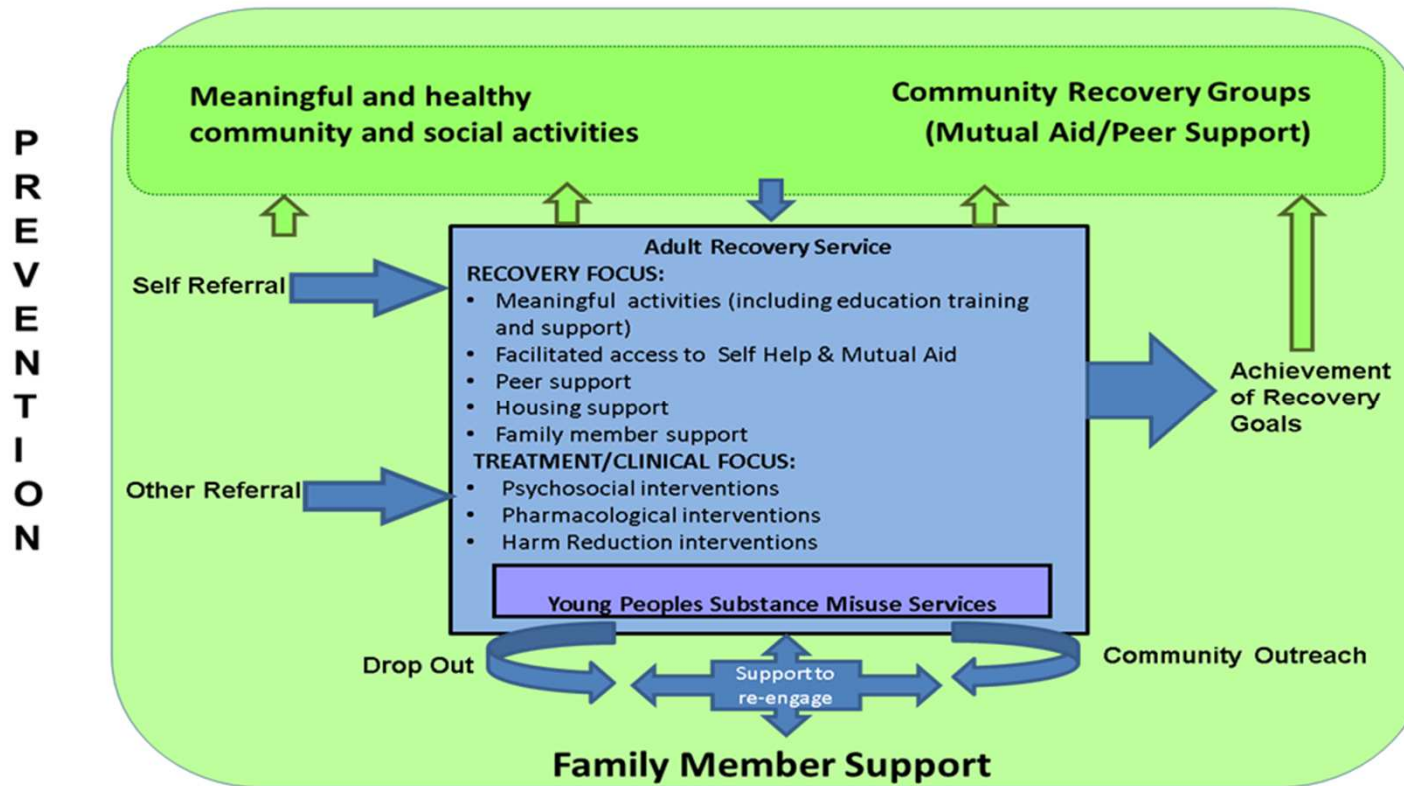 PREVENTION
Meaningful and healthy
community and social activities
Community Recovery Groups
(Mutual Aid/Peer Support)
Self Referral
Other Referral
Adult Recovery Service
RECOVERY FOCUS:
• Meaningful activities (including education training
and support)
• Facilitated access to Self Help & Mutual Aid
• Peer support
• Housing support
• Family member support
TREATMENT/CLINICAL FOCUS:
• Psychosocial interventions
• Pharmacological interventions
• Harm Reduction interventions
Young Peoples Substance Misuse Services
Achievement
of Recovery
Goals
Drop Out
Support to
re-engage
Community Outreach
Family Member Support